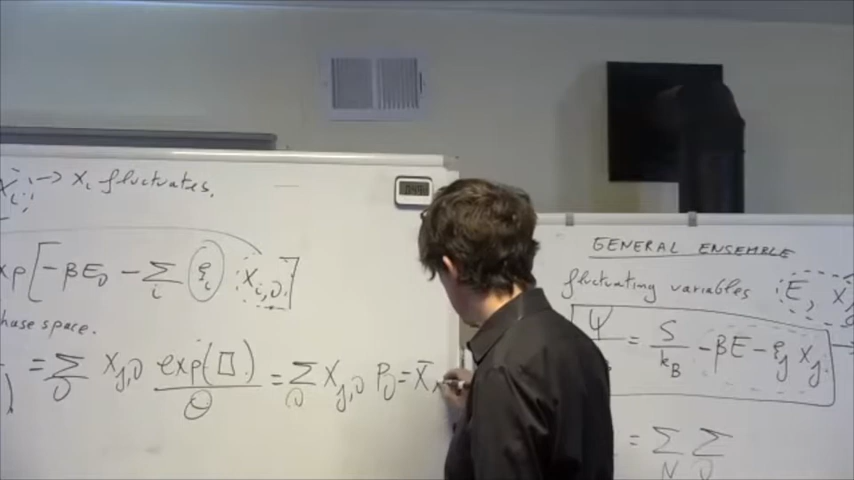 X_i → X_i fluctuates.
xp[-βE_ν - Σ_i ξ_i X_{i,ν}]
hase space.
) = Σ_ν X_{j,ν} exp(□) / Θ = Σ_ν X_{j,ν} P_ν = X̄,
GENERAL ENSEMBLE
fluctuating variables E, X
Ψ = S/k_B - βE - ξ_j X_j
= Σ_N Σ_ν